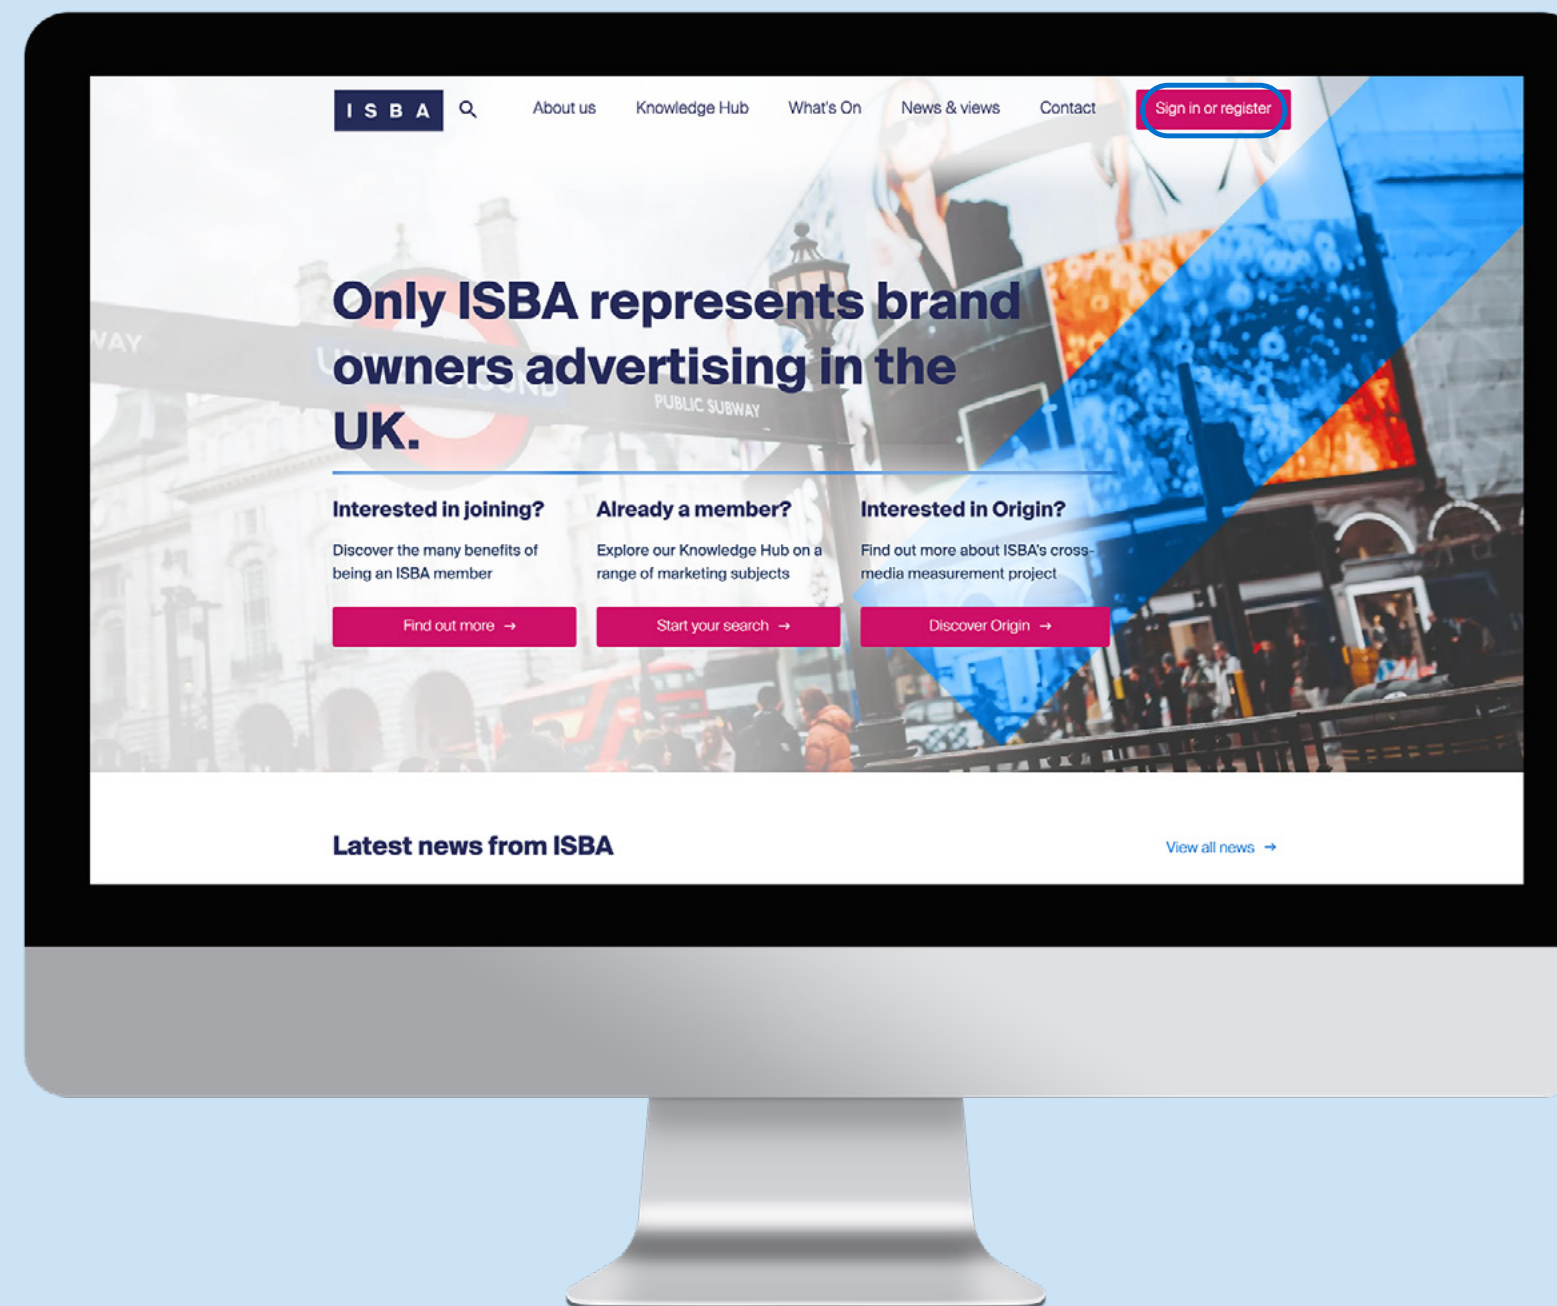 ISBA
About us
Knowledge Hub
What's On
News & views
Contact
Sign in or register
Only ISBA represents brand
owners advertising in the
UK.
WAY
UNDERGROUND
PUBLIC SUBWAY
Interested in joining?
Discover the many benefits of
being an ISBA member
Find out more →
Already a member?
Explore our Knowledge Hub on a
range of marketing subjects
Start your search →
Interested in Origin?
Find out more about ISBA's cross-
media measurement project
Discover Origin →
Latest news from ISBA
View all news →